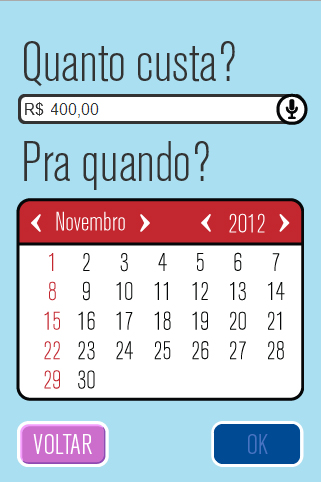 Quanto custa?
R$ 400,00
Pra quando?
Novembro 2012
1 2 3 4 5 6 7
8 9 10 11 12 13 14
15 16 17 18 19 20 21
22 23 24 25 26 27 28
29 30
VOLTAR OK